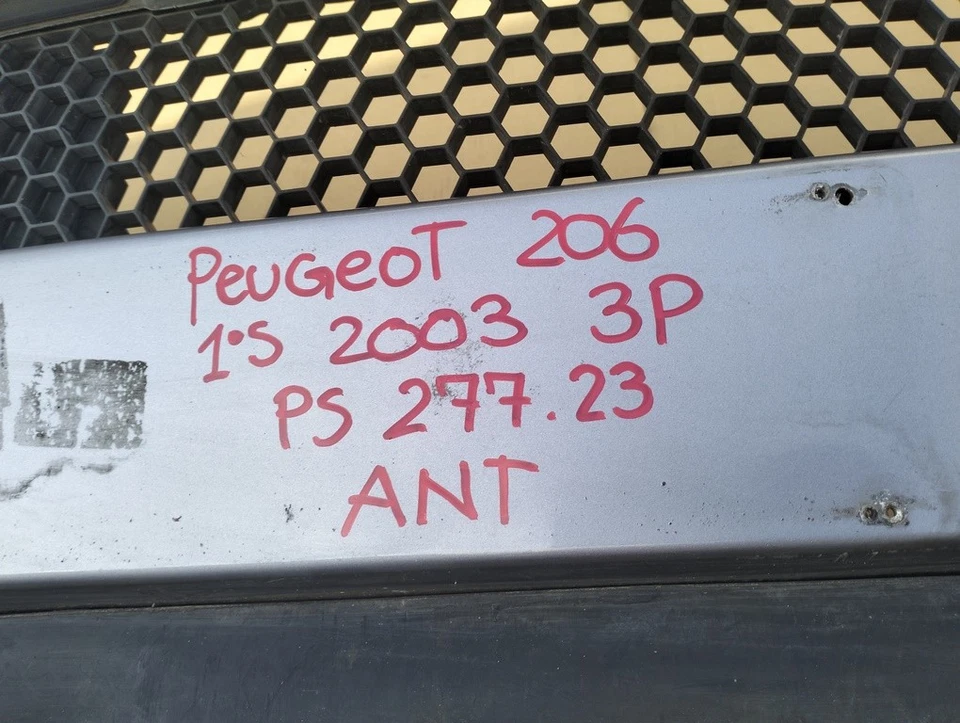 PeuGeoT 206
1°S 2003 3P
PS 277.23
ANT